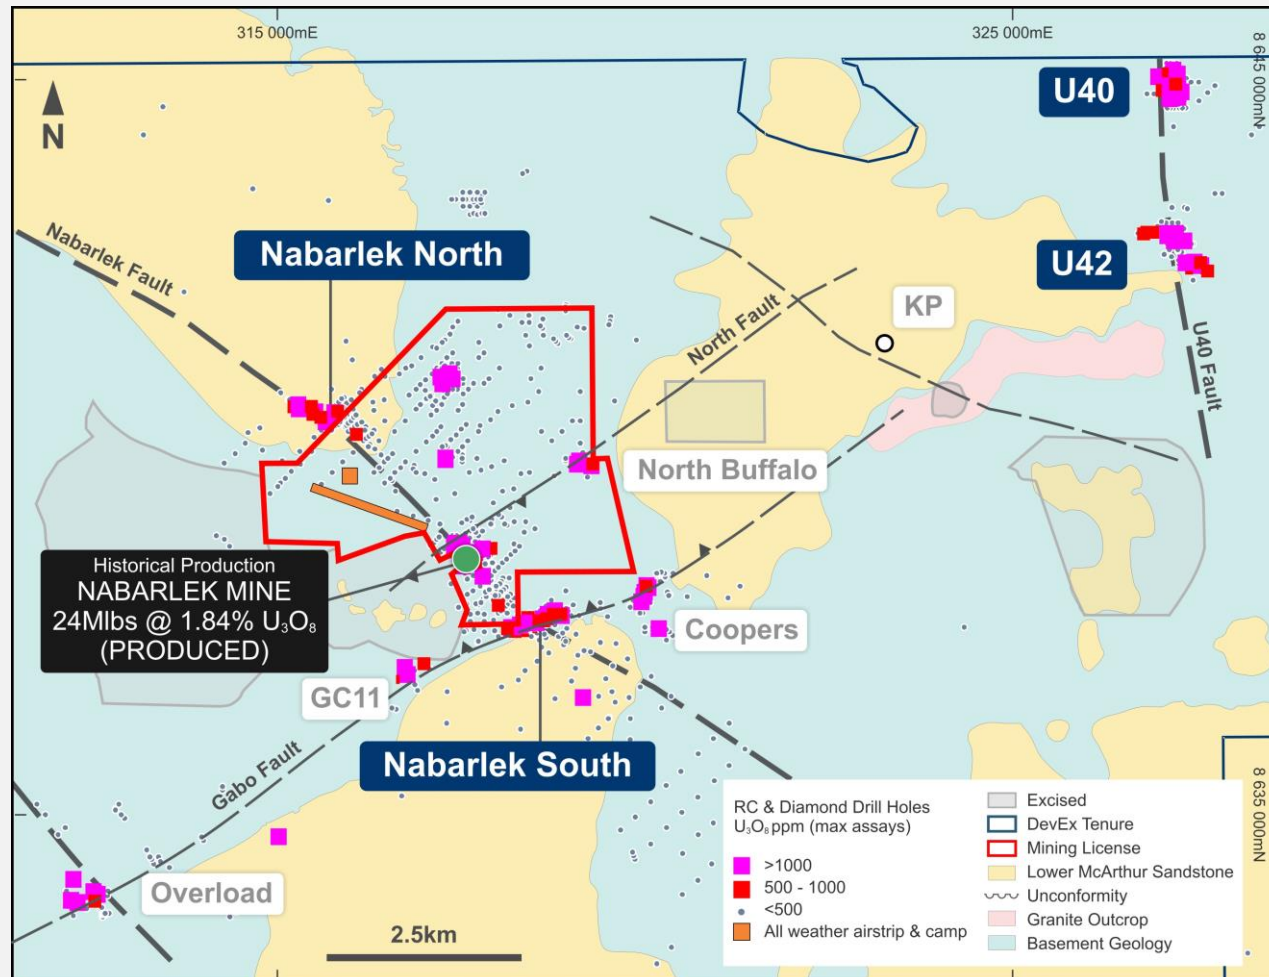 315 000mE
325 000mE
8 645 000mN
N
U40
Nabarlek Fault
Nabarlek North
U42
North Fault
KP
U40 Fault
North Buffalo
Historical Production
NABARLEK MINE
24Mlbs @ 1.84% U₃O₈
(PRODUCED)
Coopers
GC11
Nabarlek South
Gabo Fault
Overload
2.5km
8 635 000mN
RC & Diamond Drill Holes
U₃O₈ ppm (max assays)
>1000
500 - 1000
<500
All weather airstrip & camp
Excised
DevEx Tenure
Mining License
Lower McArthur Sandstone
Unconformity
Granite Outcrop
Basement Geology